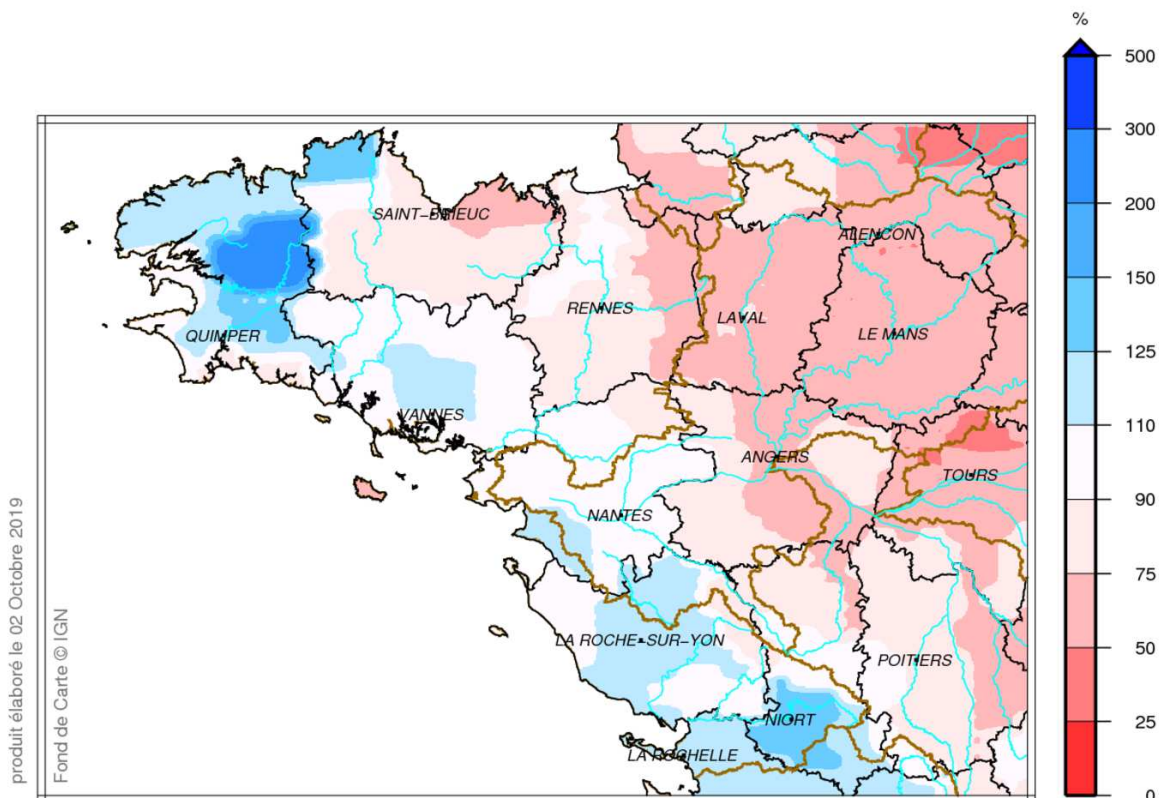 %
500
300
200
150
125
110
90
75
50
25
0
SAINT-BRIEUC
ALENCON
QUIMPER
RENNES
LAVAL
LE MANS
VANNES
ANGERS
TOURS
NANTES
LA ROCHE-SUR-YON
POITIERS
NIORT
LA ROCHELLE
produit élaboré le 02 Octobre 2019
Fond de Carte © IGN